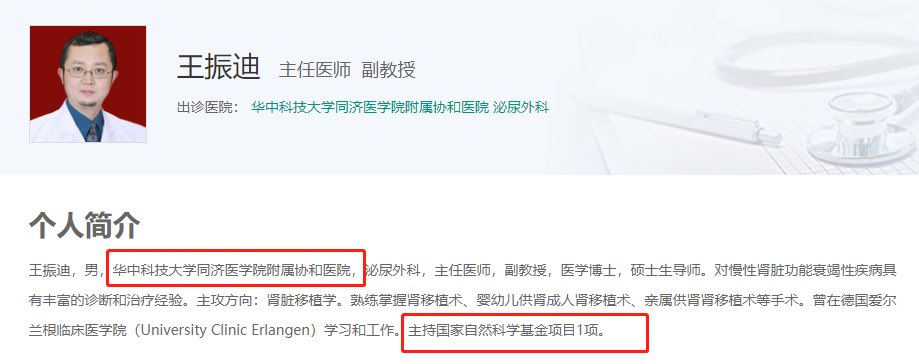 王振迪 主任医师 副教授
出诊医院： 华中科技大学同济医学院附属协和医院 泌尿外科
个人简介
王振迪，男，华中科技大学同济医学院附属协和医院，泌尿外科，主任医师，副教授，医学博士，硕士生导师。对慢性肾脏功能衰竭性疾病具
有丰富的诊断和治疗经验。主攻方向：肾脏移植学。熟练掌握肾移植术、婴幼儿供肾成人肾移植术、亲属供肾肾移植术等手术。曾在德国爱尔
兰根临床医学院（University Clinic Erlangen）学习和工作。主持国家自然科学基金项目1项。